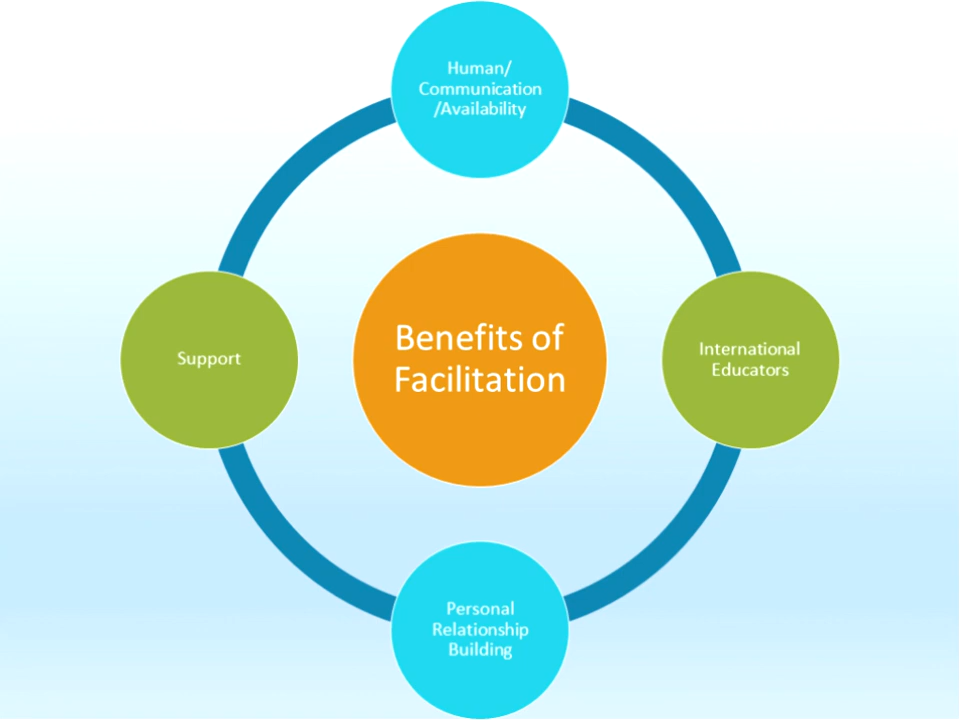 Human/
Communication
/Availability
Benefits of
Facilitation
Support
International
Educators
Personal
Relationship
Building